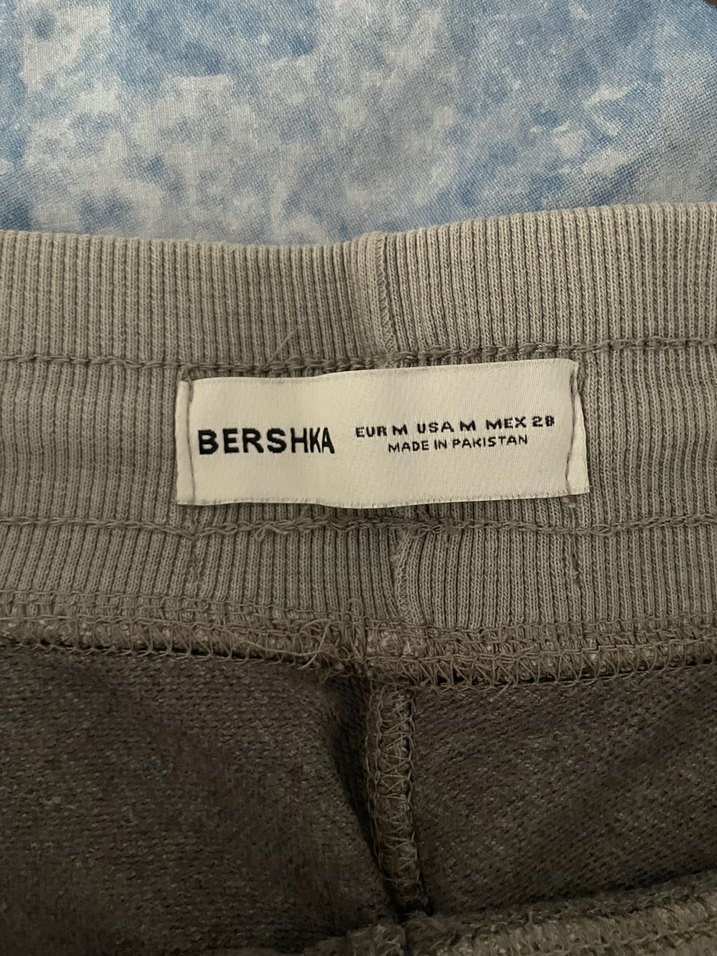 BERSHKA
EUR M USA M MEX 28
MADE IN PAKISTAN